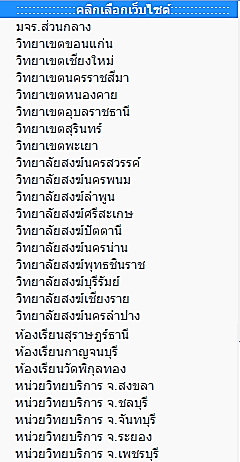 ::::::::::::::::::::คลิกเลือกเว็บไซต์::::::::::::::::::::
มจร.ส่วนกลาง
วิทยาเขตขอนแก่น
วิทยาเขตเชียงใหม่
วิทยาเขตนครราชสีมา
วิทยาเขตหนองคาย
วิทยาเขตอุบลราชธานี
วิทยาเขตสุรินทร์
วิทยาเขตพะเยา
วิทยาลัยสงฆ์นครสวรรค์
วิทยาลัยสงฆ์นครพนม
วิทยาลัยสงฆ์ลำพูน
วิทยาลัยสงฆ์ศรีสะเกษ
วิทยาลัยสงฆ์ปัตตานี
วิทยาลัยสงฆ์นครน่าน
วิทยาลัยสงฆ์พุทธชินราช
วิทยาลัยสงฆ์บุรีรัมย์
วิทยาลัยสงฆ์เชียงราย
วิทยาลัยสงฆ์นครลำปาง
ห้องเรียนสุราษฎร์ธานี
ห้องเรียนกาญจนบุรี
ห้องเรียนวัดพิกุลทอง
หน่วยวิทยบริการ จ.สงขลา
หน่วยวิทยบริการ จ.ชลบุรี
หน่วยวิทยบริการ จ.จันทบุรี
หน่วยวิทยบริการ จ.ระยอง
หน่วยวิทยบริการ จ.เพชรบุรี